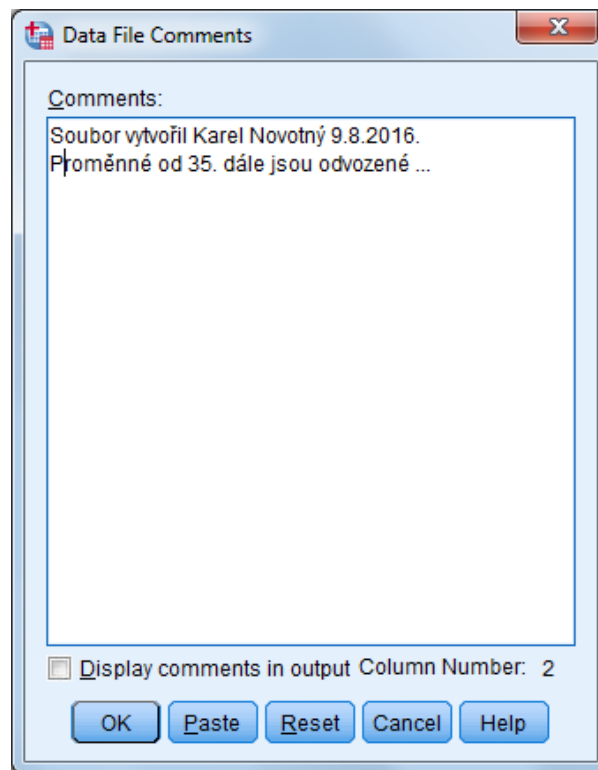 Data File Comments
Comments:
Soubor vytvořil Karel Novotný 9.8.2016.
Proměnné od 35. dále jsou odvozené ...
Display comments in output Column Number: 2
OK Paste Reset Cancel Help